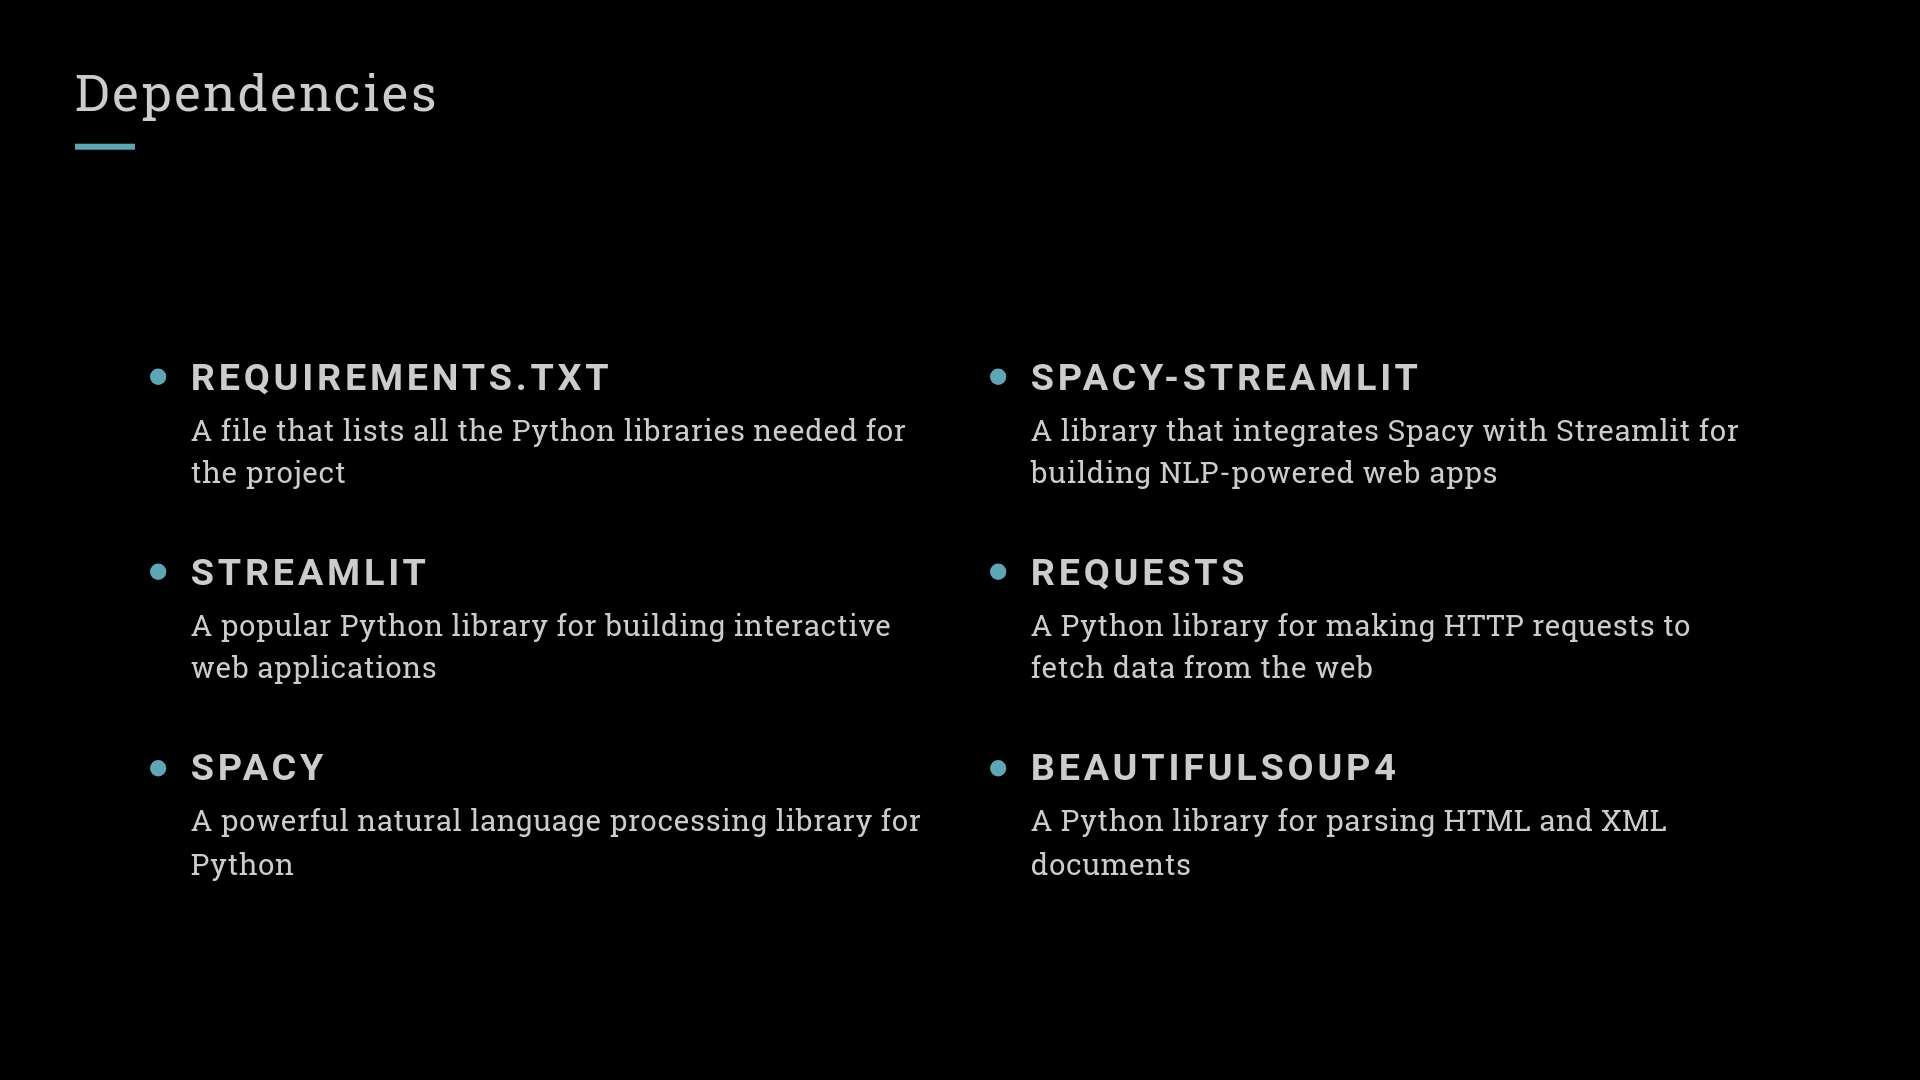 Dependencies
REQUIREMENTS.TXT
A file that lists all the Python libraries needed for
the project
STREAMLIT
A popular Python library for building interactive
web applications
SPACY
A powerful natural language processing library for
Python
SPACY-STREAMLIT
A library that integrates Spacy with Streamlit for
building NLP-powered web apps
REQUESTS
A Python library for making HTTP requests to
fetch data from the web
BEAUTIFULSOUP4
A Python library for parsing HTML and XML
documents